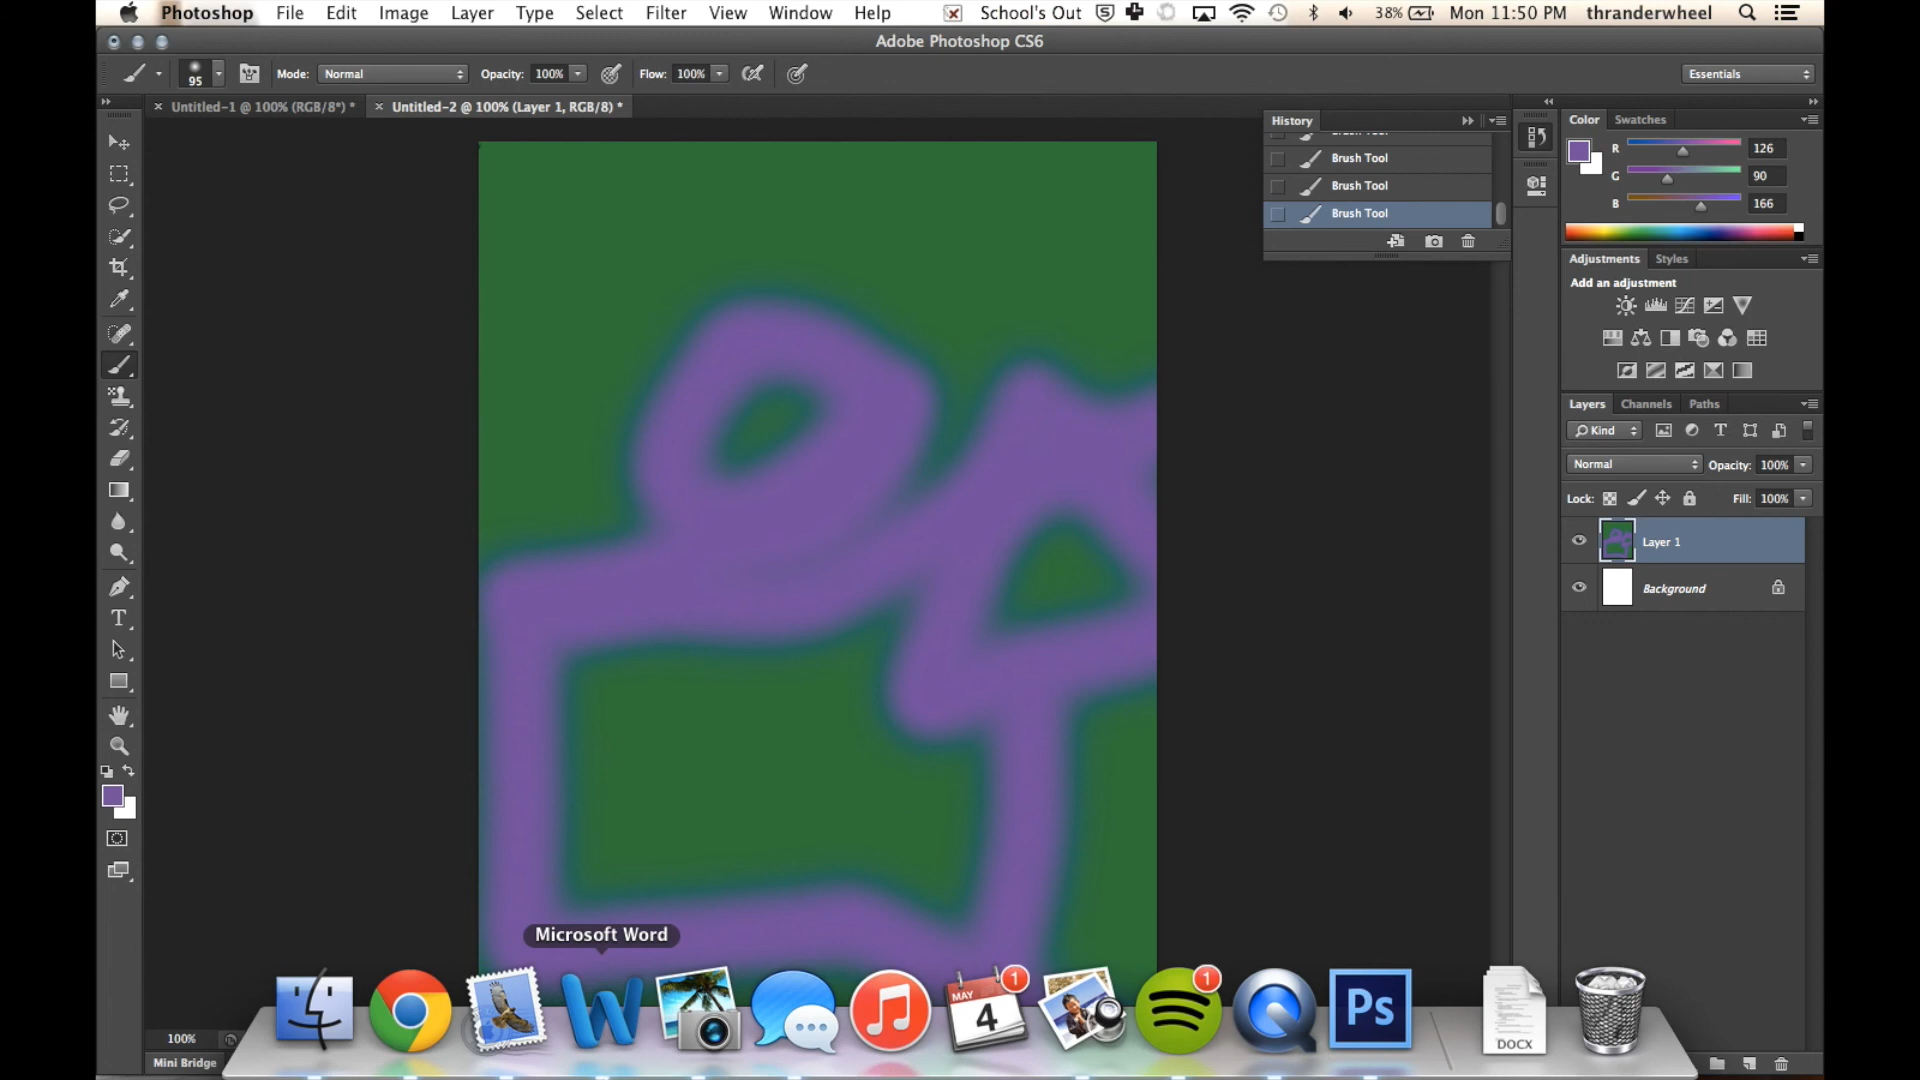 Photoshop File Edit Image Layer Type Select Filter View Window Help School's Out 38% Mon 11:50 PM thranderwheel
Adobe Photoshop CS6
95 Mode: Normal Opacity: 100% Flow: 100% Essentials
Untitled-1 @ 100% (RGB/8*) * Untitled-2 @ 100% (Layer 1, RGB/8) *
History
Brush Tool
Brush Tool
Brush Tool
Brush Tool
Color Swatches
R 126
G 90
B 166
Adjustments Styles
Add an adjustment
Layers Channels Paths
Kind
Normal Opacity: 100%
Lock: Fill: 100%
Layer 1
Background
Microsoft Word
1 1
MAY
4
Ps
DOCX
100%
Mini Bridge